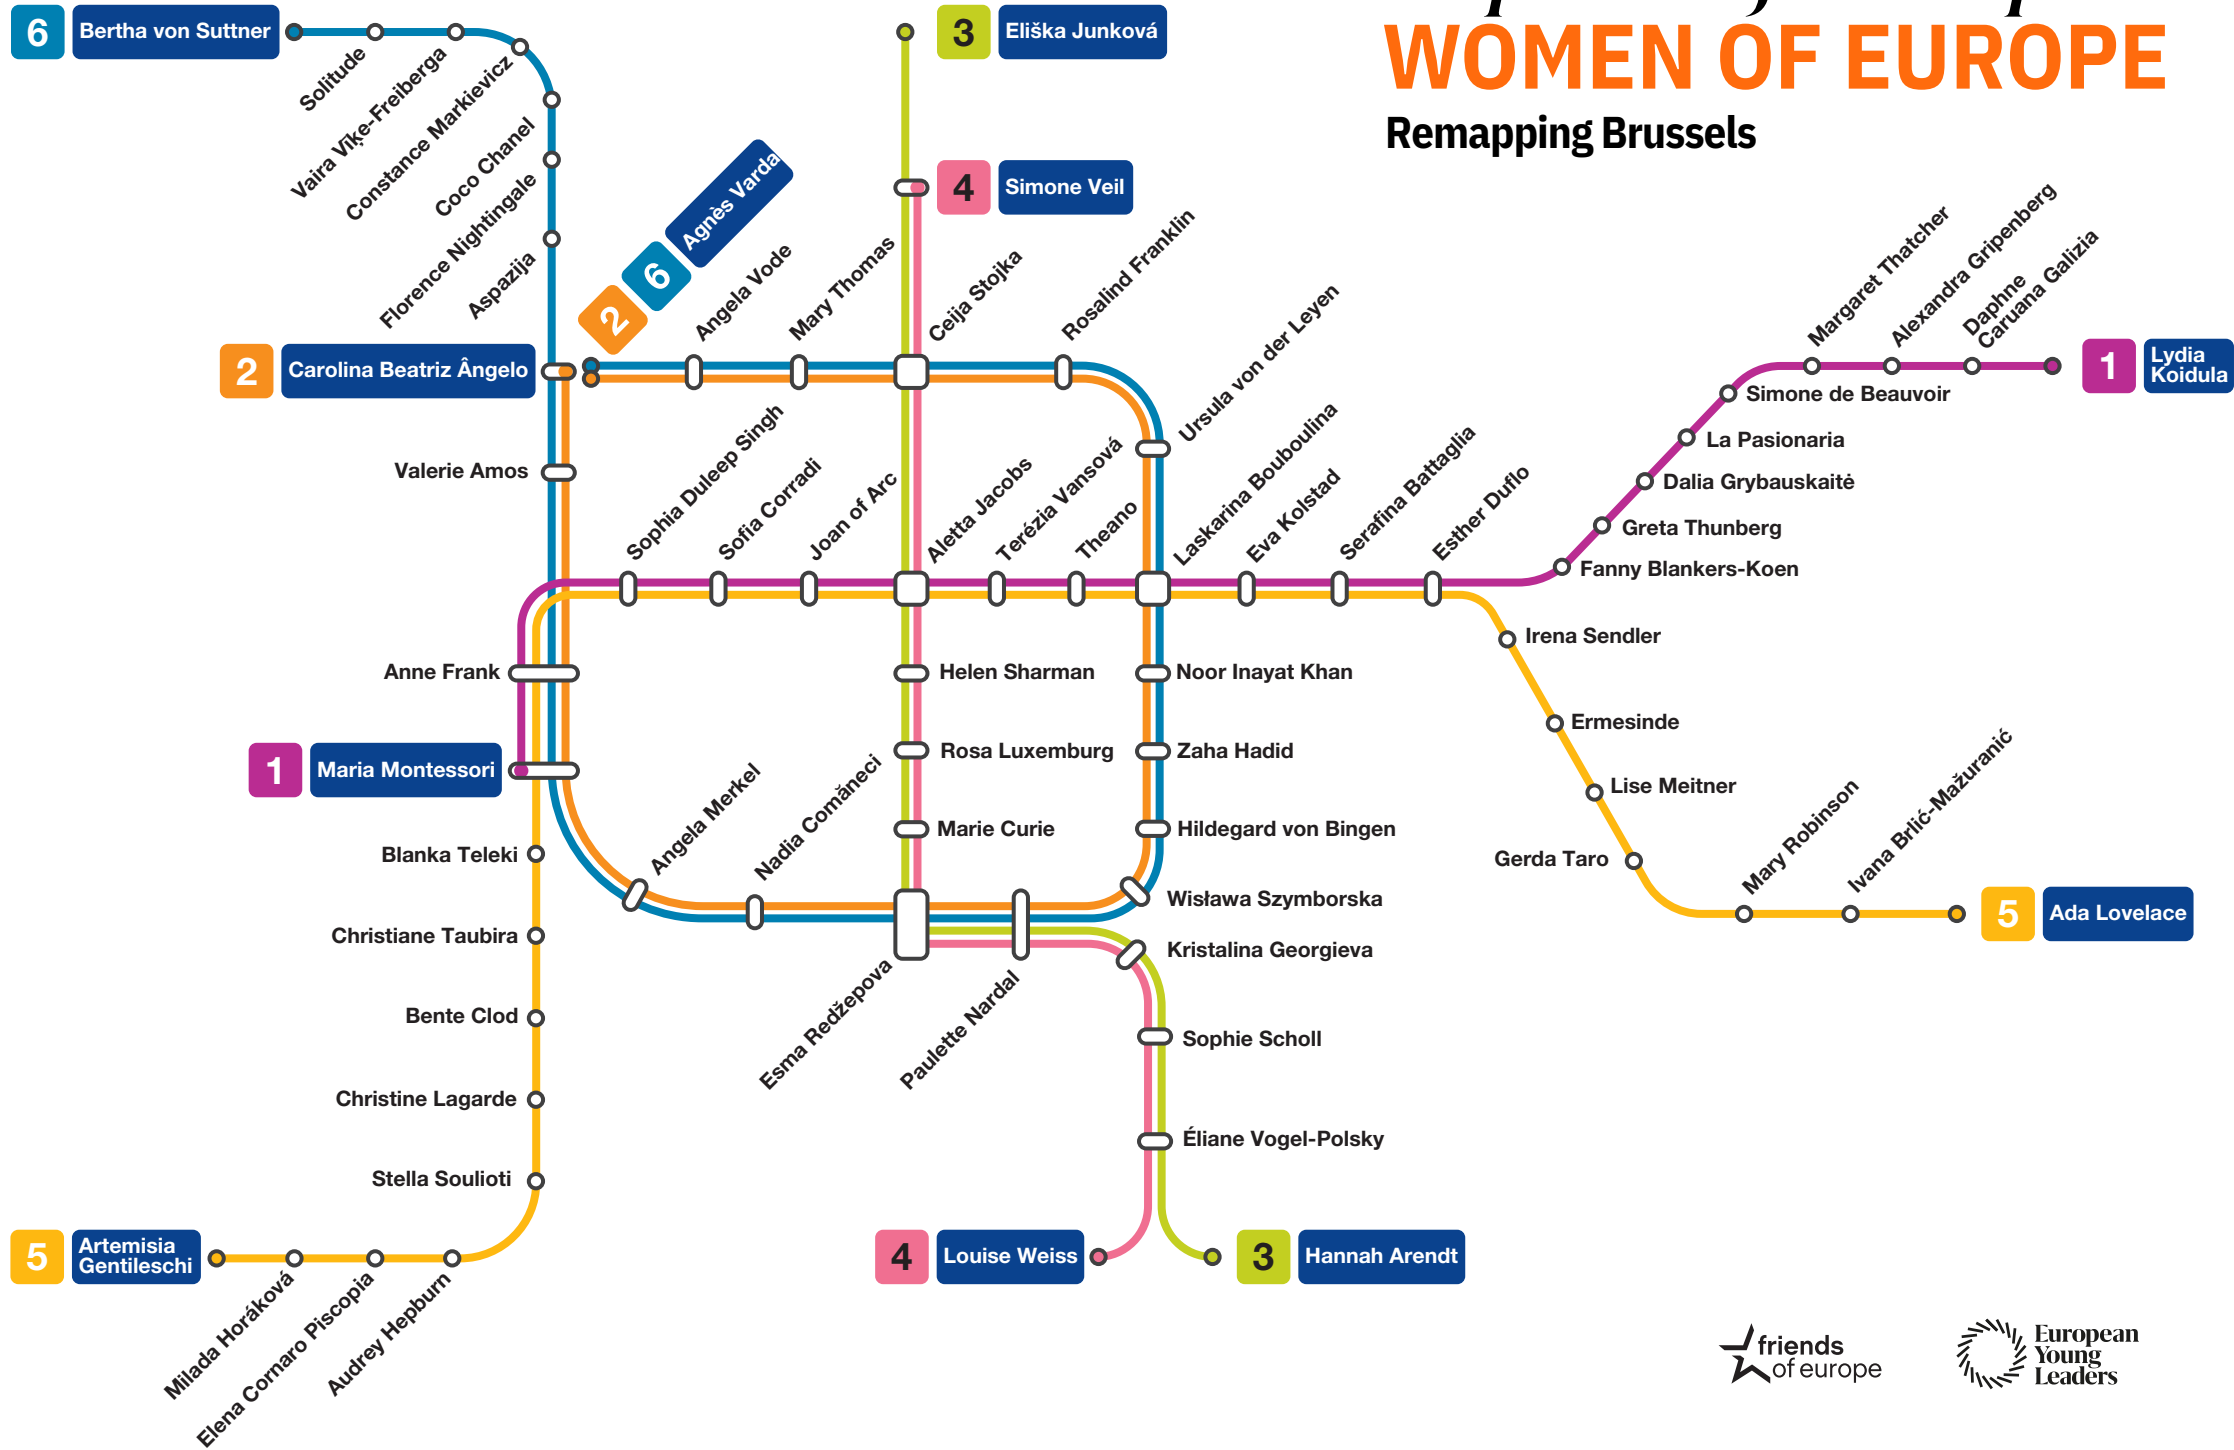 WOMEN OF EUROPE
Remapping Brussels
6
Bertha von Suttner
Solitude
Vaira Vīķe-Freiberga
Constance Markievicz
Coco Chanel
Florence Nightingale
Aspazija
3
Eliška Junková
4
Simone Veil
2
6
Agnès Varda
Angela Vode
Mary Thomas
Ceija Stojka
Rosalind Franklin
Ursula von der Leyen
2
Carolina Beatriz Ângelo
Valerie Amos
Sophia Duleep Singh
Sofia Corradi
Joan of Arc
Aletta Jacobs
Terézia Vansová
Theano
Laskarina Bouboulina
Eva Kolstad
Serafina Battaglia
Esther Duflo
Margaret Thatcher
Alexandra Gripenberg
Daphne
Caruana Galizia
1
Lydia
Koidula
Simone de Beauvoir
La Pasionaria
Dalia Grybauskaitė
Greta Thunberg
Fanny Blankers-Koen
Irena Sendler
Ermesinde
Lise Meitner
Gerda Taro
Mary Robinson
Ivana Brlić-Mažuranić
5
Ada Lovelace
Anne Frank
1
Maria Montessori
Helen Sharman
Rosa Luxemburg
Marie Curie
Noor Inayat Khan
Zaha Hadid
Hildegard von Bingen
Wisława Szymborska
Kristalina Georgieva
Angela Merkel
Nadia Comăneci
Esma Redžepova
Paulette Nardal
Sophie Scholl
Éliane Vogel-Polsky
Blanka Teleki
Christiane Taubira
Bente Clod
Christine Lagarde
Stella Soulioti
5
Artemisia
Gentileschi
Milada Horáková
Elena Cornaro Piscopia
Audrey Hepburn
4
Louise Weiss
3
Hannah Arendt
friends
of europe
European
Young
Leaders